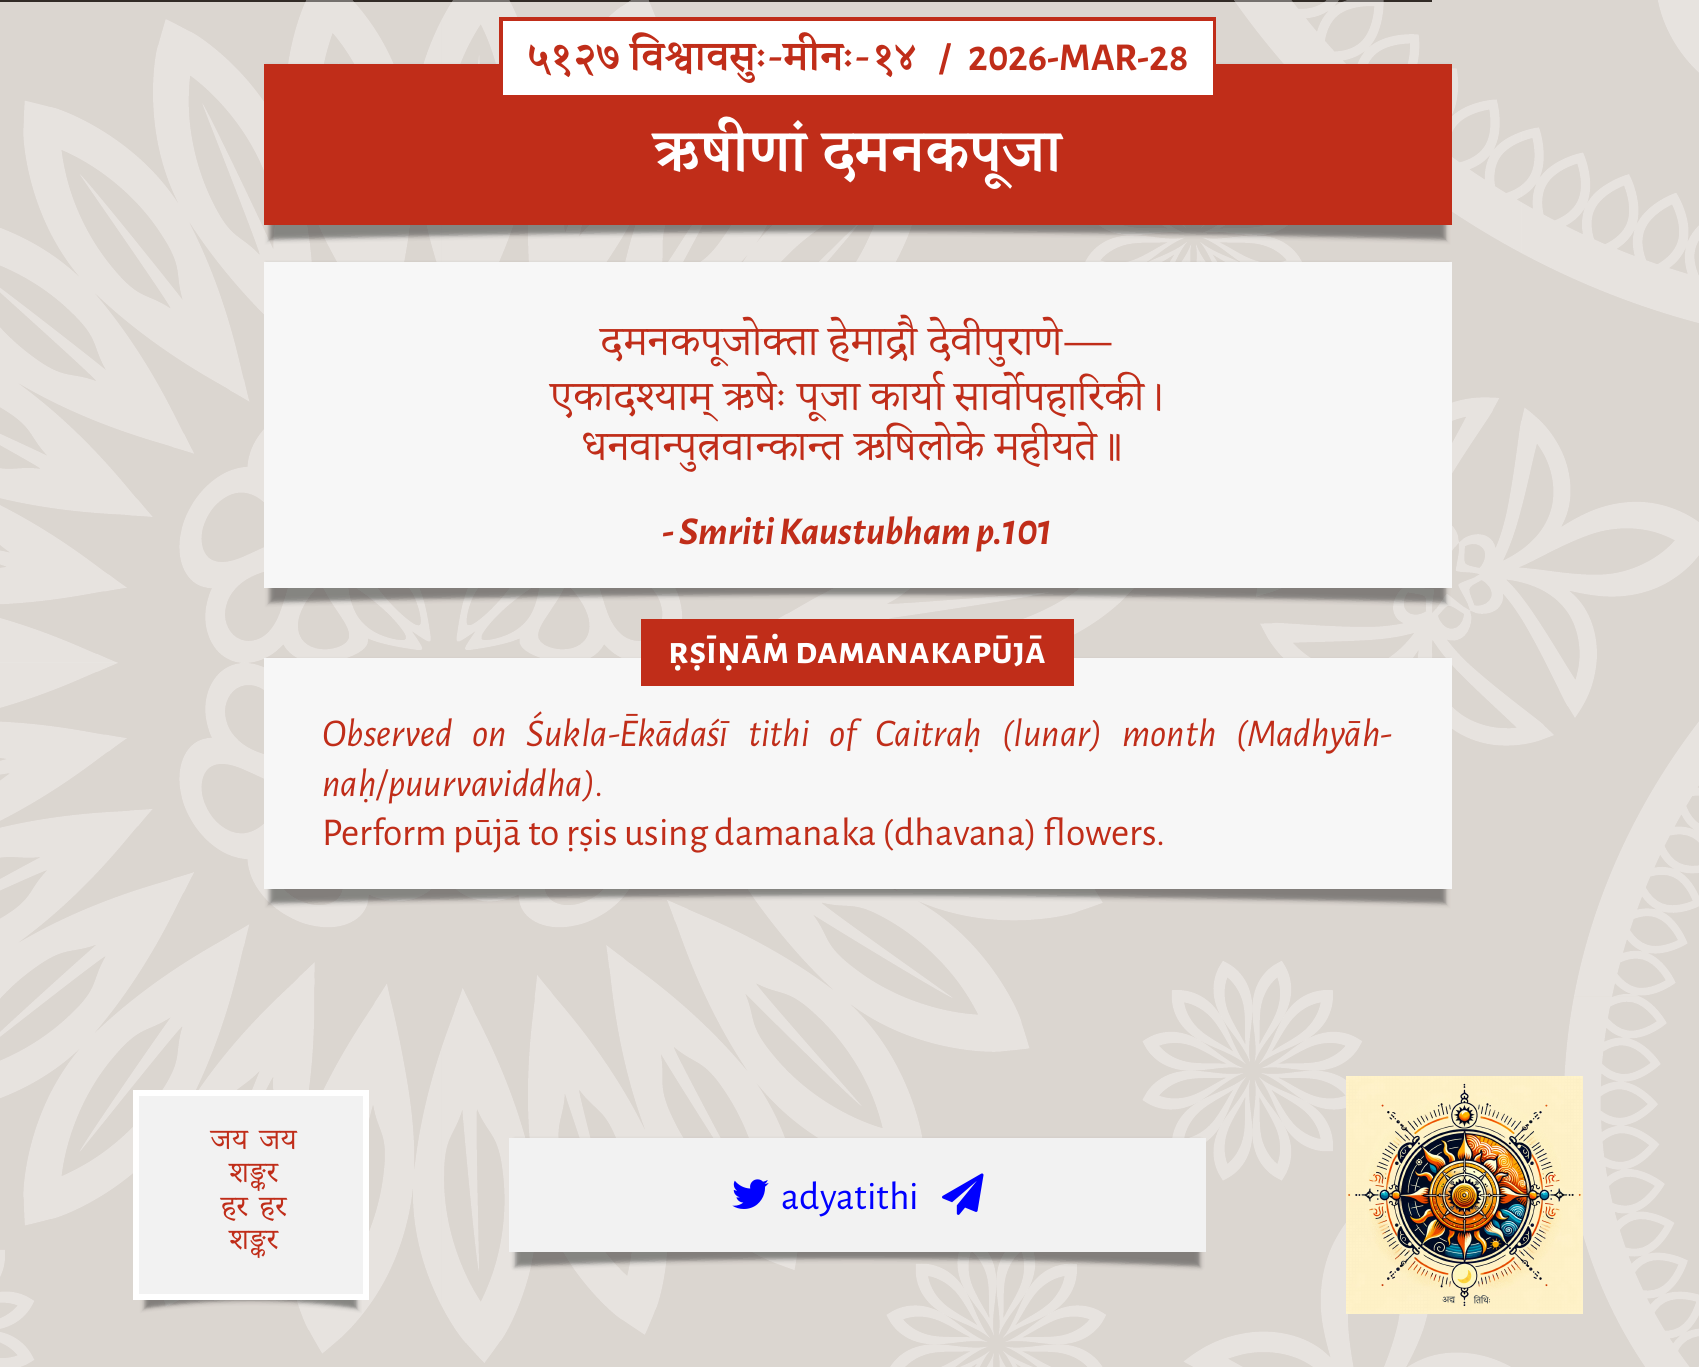 ५१२७ विश्वावसुः-मीनः-१४ / 2026-MAR-28
ऋषीणां दमनकपूजा
दमनकपूजोक्ता हेमाद्रौ देवीपुराणे—
एकादश्याम् ऋषेः पूजा कार्या सार्वोपहारिकी।
धनवान्पुत्रवान्कान्त ऋषिलोके महीयते॥
- Smriti Kaustubham p.101
ṚṢĪṆĀṀ DAMANAKAPŪJĀ
Observed on Śukla-Ēkādaśī tithi of Caitraḥ (lunar) month (Madhyāh-
naḥ/puurvaviddha).
Perform pūjā to ṛṣis using damanaka (dhavana) flowers.
जय जय
शङ्कर
हर हर
शङ्कर
adyatithi
अद्य तिथिः